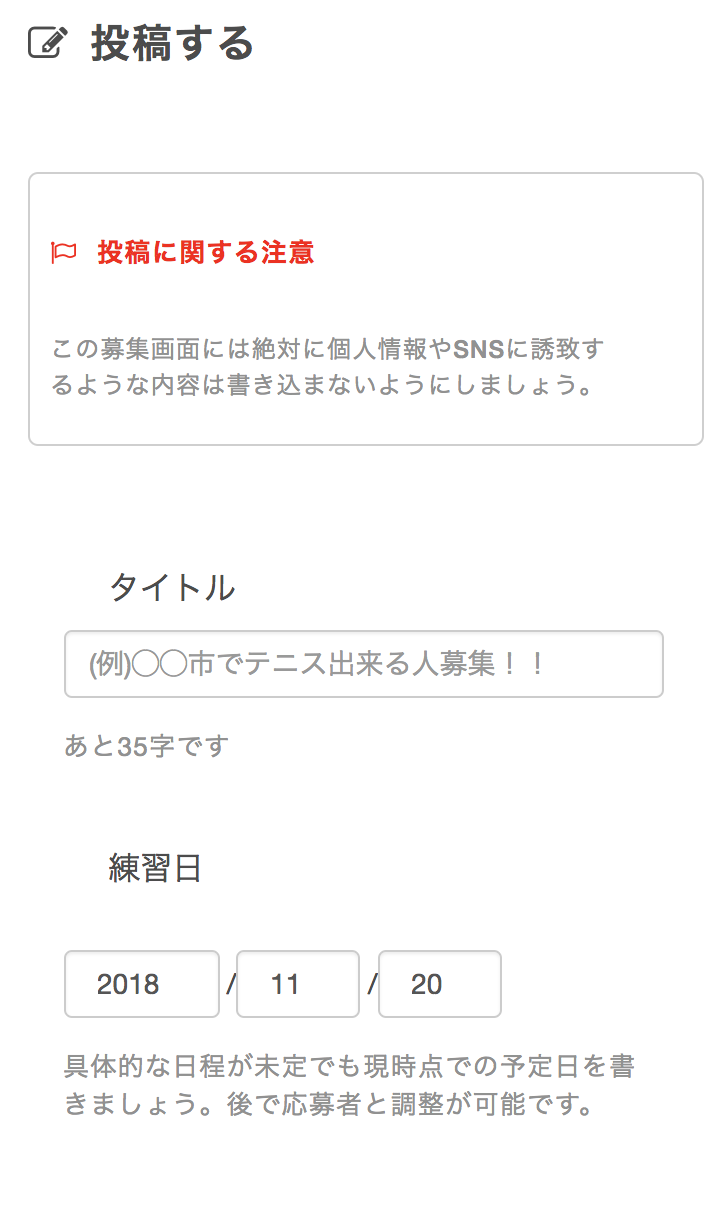 投稿する
投稿に関する注意
この募集画面には絶対に個人情報やSNSに誘致す
るような内容は書き込まないようにしましょう。
タイトル
(例)◯◯市でテニス出来る人募集！！
あと35字です
練習日
2018 / 11 / 20
具体的な日程が未定でも現時点での予定日を書
きましょう。後で応募者と調整が可能です。